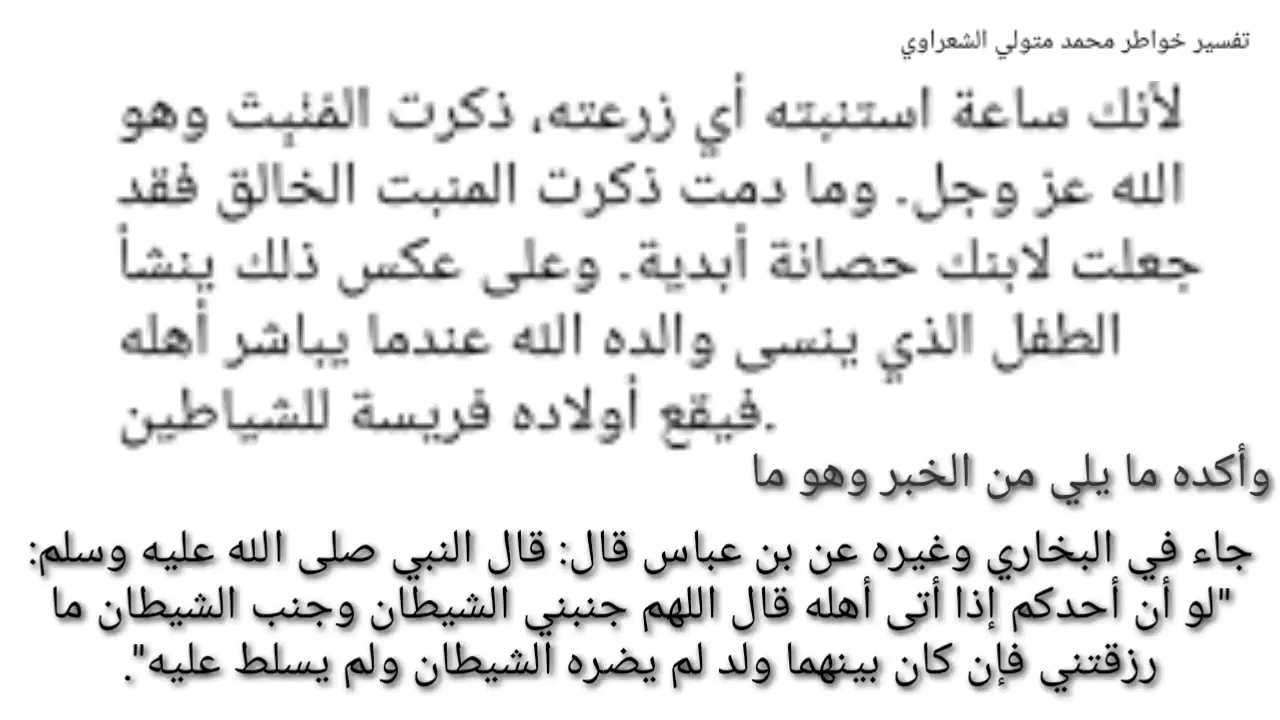 تفسير خواطر محمد متولي الشعراوي
لأنك ساعة استنبته أي زرعته، ذكرت المُنْبِتَ وهو
الله عز وجل. وما دمت ذكرت المنبت الخالق فقد
جعلت لابنك حصانة أبدية. وعلى عكس ذلك ينشأ
الطفل الذي ينسى والده الله عندما يباشر أهله
فيقع أولاده فريسة للشياطين.
وأكده ما يلي من الخبر وهو ما
جاء في البخاري وغيره عن بن عباس قال: قال النبي صلى الله عليه وسلم:
"لو أن أحدكم إذا أتى أهله قال اللهم جنبني الشيطان وجنب الشيطان ما
رزقتني فإن كان بينهما ولد لم يضره الشيطان ولم يسلط عليه".